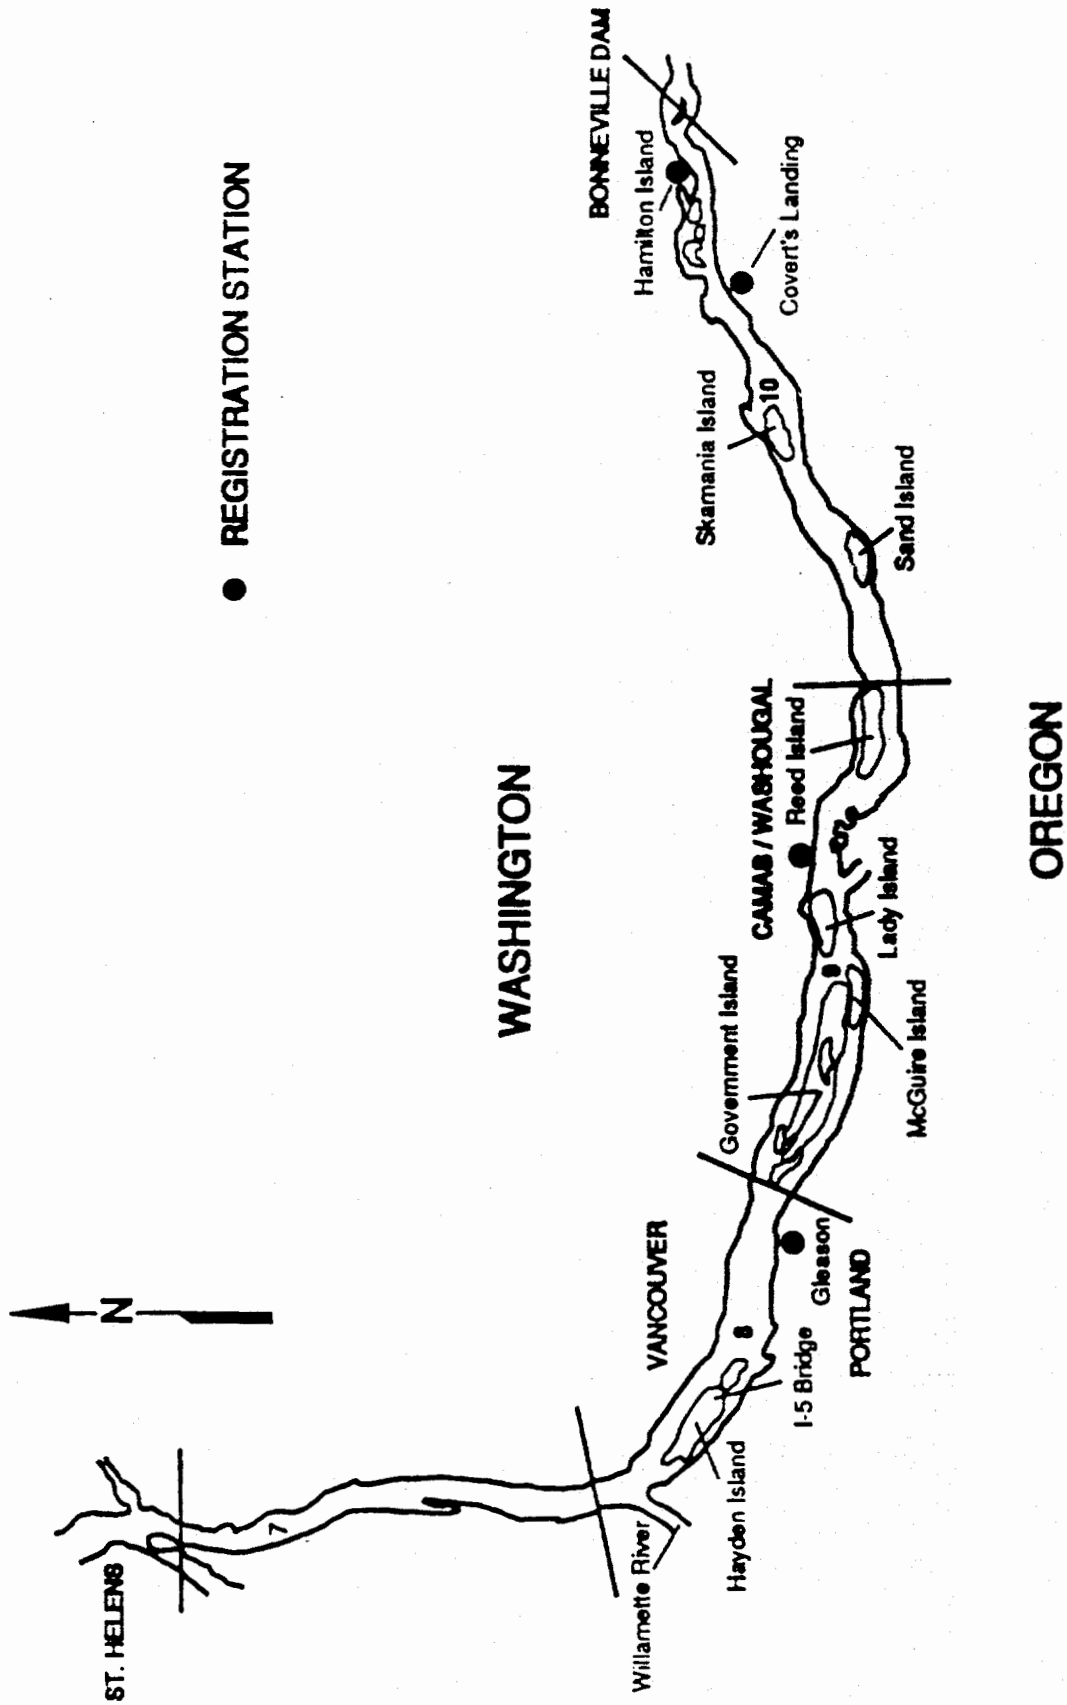 ST. HELENS
N
● REGISTRATION STATION
7
WASHINGTON
BONNEVILLE DAM
Hamilton Island
Covert's Landing
Skamania Island
10
Sand Island
CAMAS / WASHOUGAL
Reed Island
Lady Island
9
Government Island
McGuire Island
VANCOUVER
8
Gleason
PORTLAND
I-5 Bridge
Hayden Island
Willamette River
OREGON